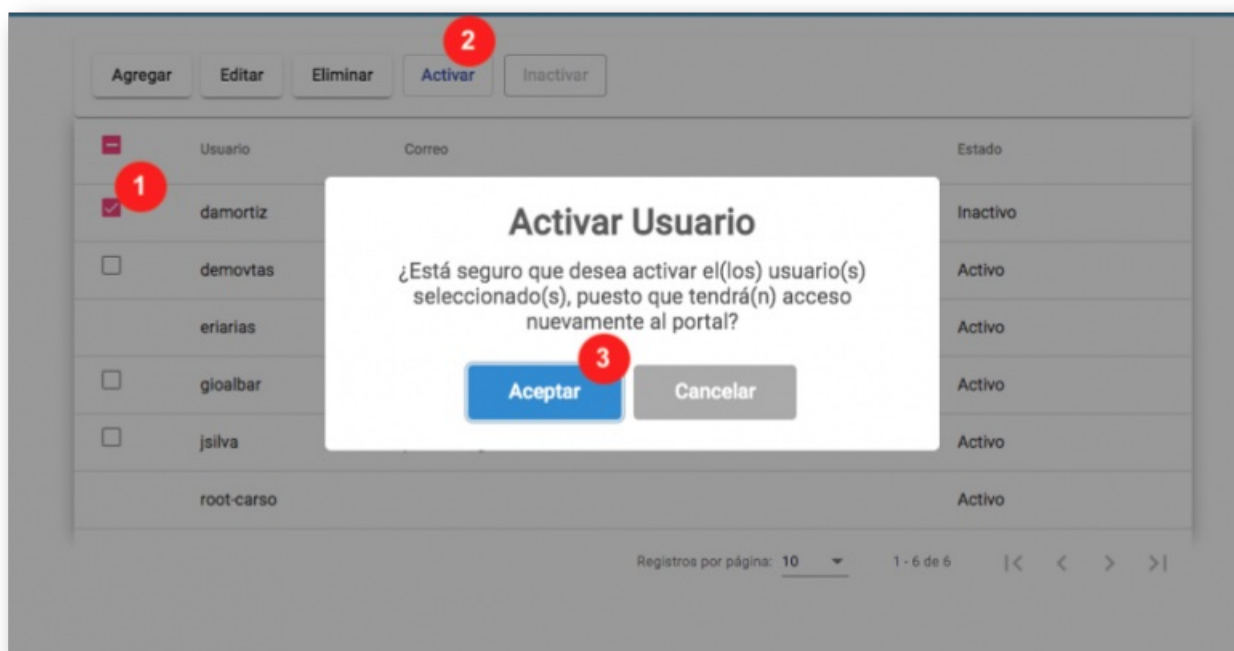 2
Agregar Editar Eliminar Activar Inactivar
Usuario Correo Estado
1
damortiz Inactivo
Activar Usuario
demovtas Activo
¿Está seguro que desea activar el(los) usuario(s)
seleccionado(s), puesto que tendrá(n) acceso
nuevamente al portal?
eriarias Activo
3
Aceptar Cancelar
gioalbar Activo
jsilva Activo
root-carso Activo
Registros por página: 10 1 - 6 de 6